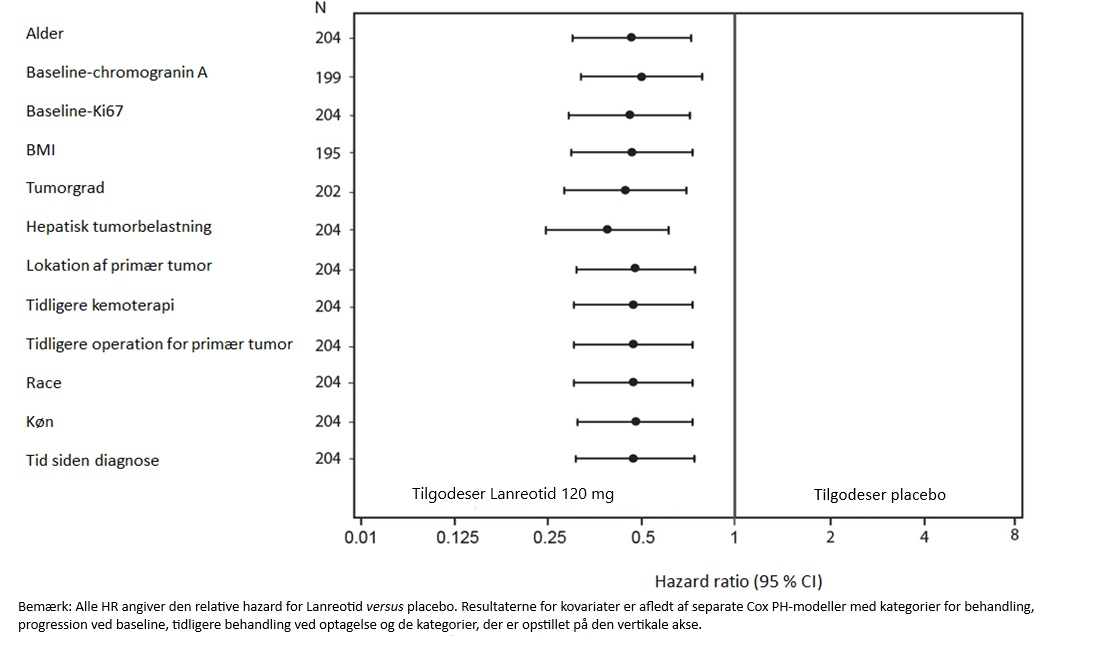 N
Alder 204
Baseline-chromogranin A 199
Baseline-Ki67 204
BMI 195
Tumorgrad 202
Hepatisk tumorbelastning 204
Lokation af primær tumor 204
Tidligere kemoterapi 204
Tidligere operation for primær tumor 204
Race 204
Køn 204
Tid siden diagnose 204
Tilgodeser Lanreotid 120 mg Tilgodeser placebo
0.01 0.125 0.25 0.5 1 2 4 8
Hazard ratio (95 % CI)
Bemærk: Alle HR angiver den relative hazard for Lanreotid versus placebo. Resultaterne for kovariater er afledt af separate Cox PH-modeller med kategorier for behandling,
progression ved baseline, tidligere behandling ved optagelse og de kategorier, der er opstillet på den vertikale akse.